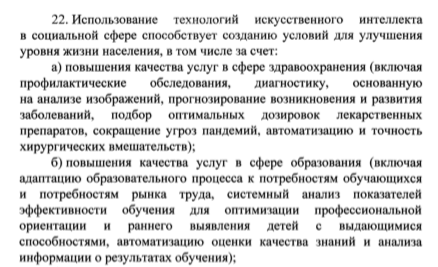 22. Использование технологий искусственного интеллекта
в социальной сфере способствует созданию условий для улучшения
уровня жизни населения, в том числе за счет:
а) повышения качества услуг в сфере здравоохранения (включая
профилактические обследования, диагностику, основанную
на анализе изображений, прогнозирование возникновения и развития
заболеваний, подбор оптимальных дозировок лекарственных
препаратов, сокращение угроз пандемий, автоматизацию и точность
хирургических вмешательств);
б) повышения качества услуг в сфере образования (включая
адаптацию образовательного процесса к потребностям обучающихся
и потребностям рынка труда, системный анализ показателей
эффективности обучения для оптимизации профессиональной
ориентации и раннего выявления детей с выдающимися
способностями, автоматизацию оценки качества знаний и анализа
информации о результатах обучения);